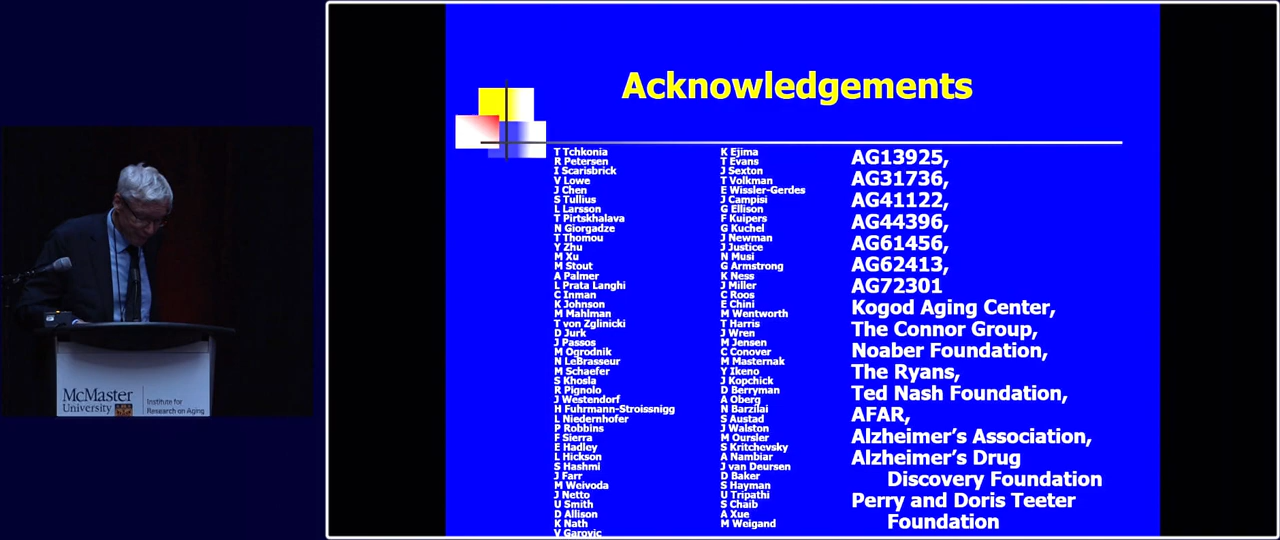 Acknowledgements
T Tchkonia
R Petersen
I Scarisbrick
V Lowe
J Chen
S Tullius
L Larsson
T Pirtskhalava
N Giorgadze
T Thomou
Y Zhu
M Xu
M Stout
A Palmer
L Prata Langhi
C Inman
K Johnson
M Mahlman
T von Zglinicki
D Jurk
J Passos
M Ogrodnik
N LeBrasseur
M Schaefer
S Khosla
R Pignolo
J Westendorf
H Fuhrmann-Stroissnigg
L Niedernhofer
P Robbins
F Sierra
E Hadley
L Hickson
S Hashmi
J Farr
M Weivoda
J Netto
U Smith
D Allison
K Nath
V Garovic
K Ejima
T Evans
J Sexton
T Volkman
E Wissler-Gerdes
J Campisi
G Ellison
F Kuipers
G Kuchel
J Newman
J Justice
N Musi
G Armstrong
K Ness
J Miller
C Roos
E Chini
M Wentworth
T Harris
J Wren
M Jensen
C Conover
M Masternak
Y Ikeno
J Kopchick
D Berryman
A Oberg
N Barzilai
S Austad
J Walston
M Oursler
S Kritchevsky
A Nambiar
J van Deursen
D Baker
S Hayman
U Tripathi
S Chaib
A Xue
M Weigand
AG13925,
AG31736,
AG41122,
AG44396,
AG61456,
AG62413,
AG72301
Kogod Aging Center,
The Connor Group,
Noaber Foundation,
The Ryans,
Ted Nash Foundation,
AFAR,
Alzheimer's Association,
Alzheimer's Drug
Discovery Foundation
Perry and Doris Teeter
Foundation
McMaster
University
Institute for
Research on Aging